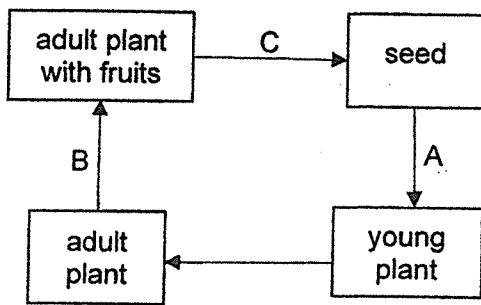 adult plant
with fruits
C
seed
B
A
adult
plant
young
plant